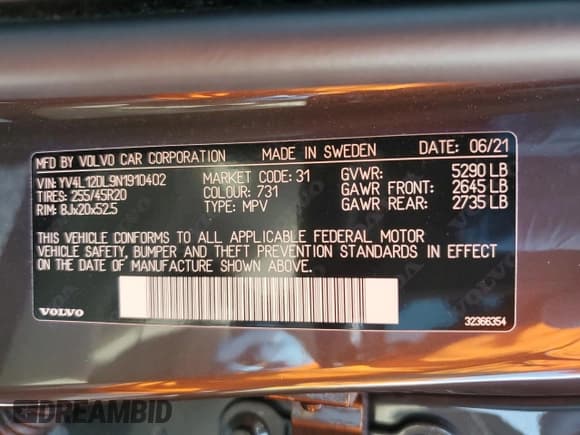 MFD BY VOLVO CAR CORPORATION MADE IN SWEDEN DATE: 06/21
VIN: YV4L12DL9N1910402 MARKET CODE: 31 GVWR: 5290 LB
TIRES: 255/45R20 COLOUR: 731 GAWR FRONT: 2645 LB
RIM: 8Jx20x52.5 TYPE: MPV GAWR REAR: 2735 LB
THIS VEHICLE CONFORMS TO ALL APPLICABLE FEDERAL MOTOR
VEHICLE SAFETY, BUMPER AND THEFT PREVENTION STANDARDS IN EFFECT
ON THE DATE OF MANUFACTURE SHOWN ABOVE.
VOLVO 32366354
DREAMBID